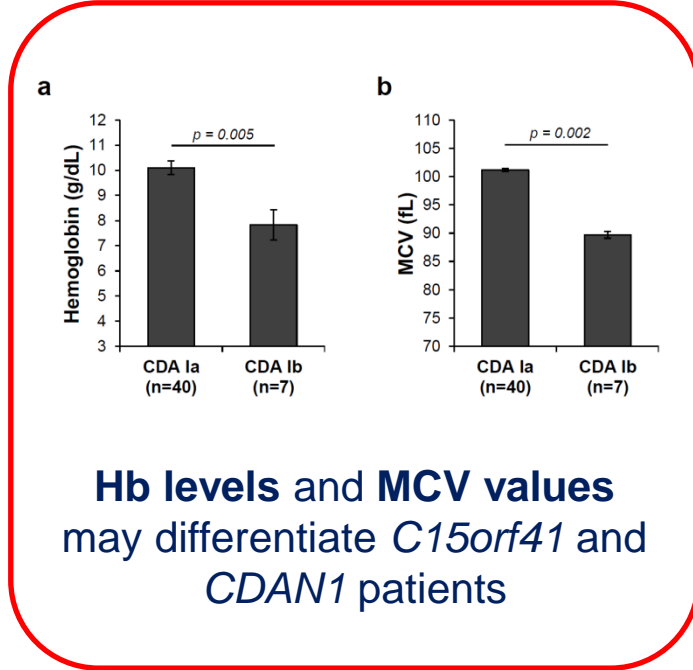 a
Hemoglobin (g/dL)
12
11
10
9
8
7
6
5
4
3
p = 0.005
CDA Ia
(n=40)
CDA Ib
(n=7)
b
MCV (fL)
110
105
100
95
90
85
80
75
70
p = 0.002
CDA Ia
(n=40)
CDA Ib
(n=7)
Hb levels and MCV values
may differentiate C15orf41 and
CDAN1 patients